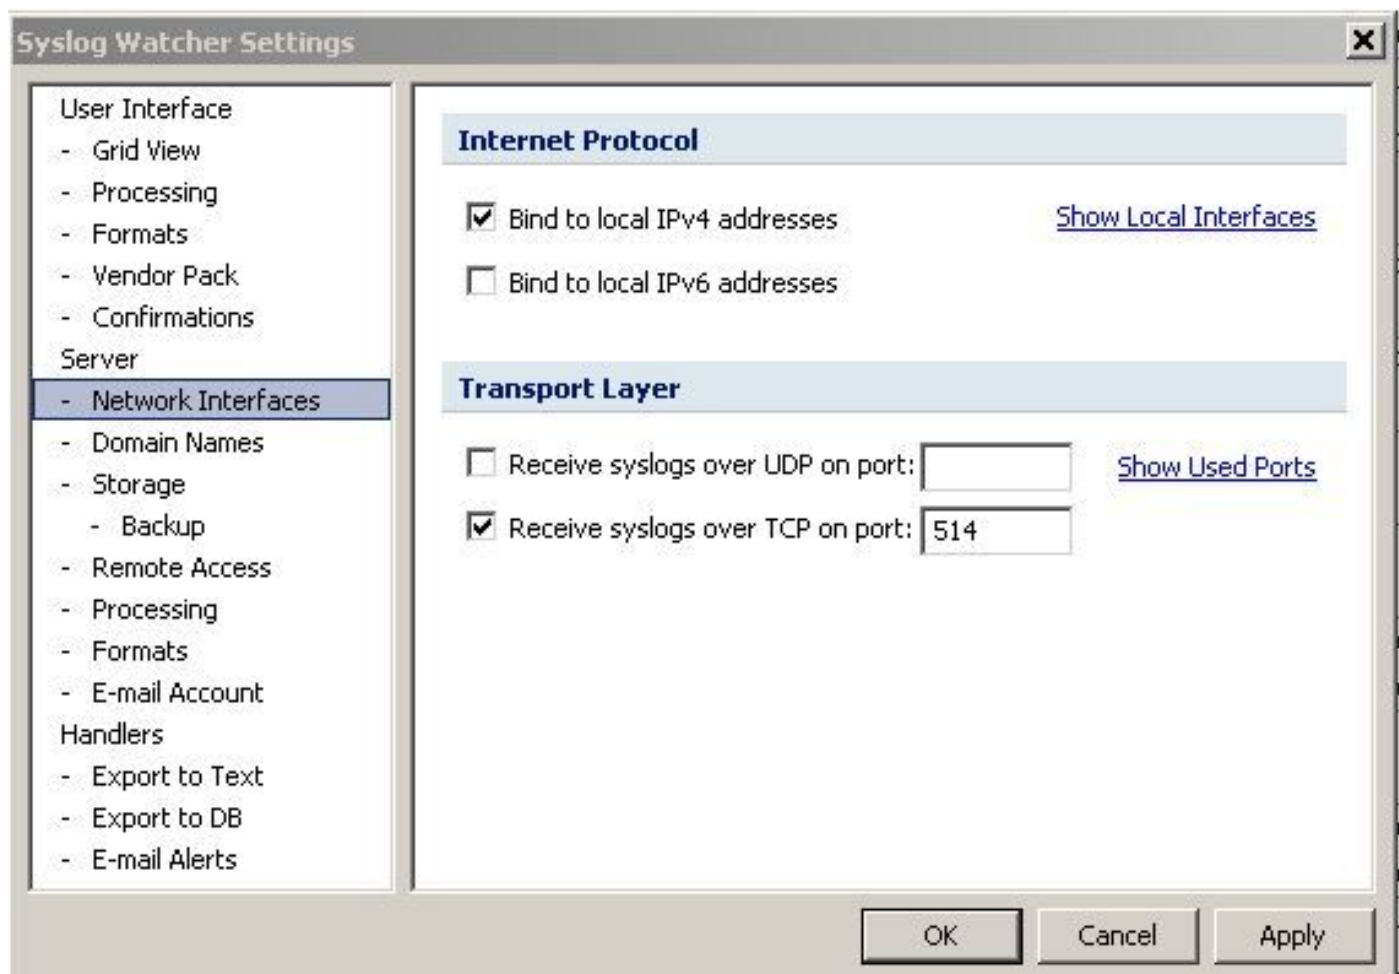 Syslog Watcher Settings
User Interface
- Grid View
- Processing
- Formats
- Vendor Pack
- Confirmations
Server
- Network Interfaces
- Domain Names
- Storage
- Backup
- Remote Access
- Processing
- Formats
- E-mail Account
Handlers
- Export to Text
- Export to DB
- E-mail Alerts
Internet Protocol
Bind to local IPv4 addresses Show Local Interfaces
Bind to local IPv6 addresses
Transport Layer
Receive syslogs over UDP on port: Show Used Ports
Receive syslogs over TCP on port: 514
OK Cancel Apply